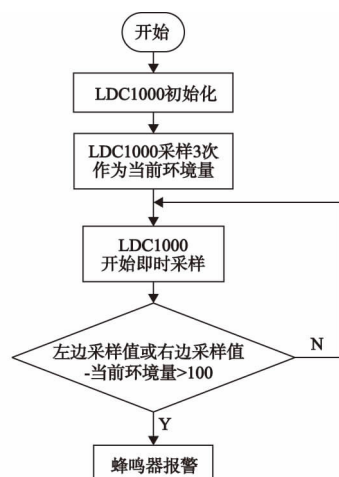 开始
LDC1000初始化
LDC1000采样3次
作为当前环境量
LDC1000
开始即时采样
左边采样值或右边采样值
-当前环境量>100
N
Y
蜂鸣器报警